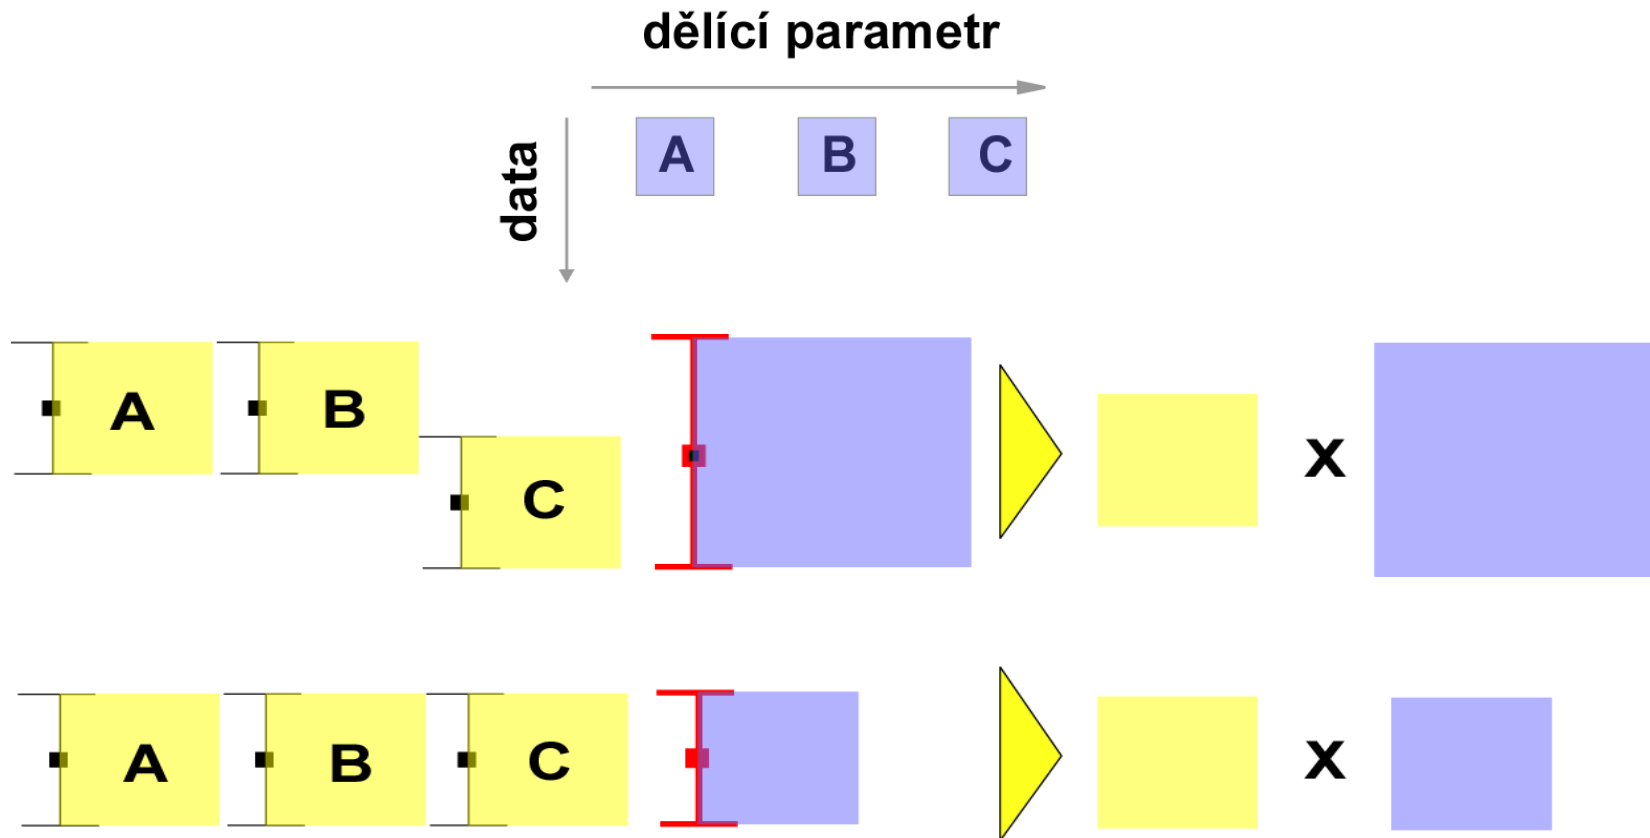 dělící parametr
data
A B C
A B
C
X
A B C
X